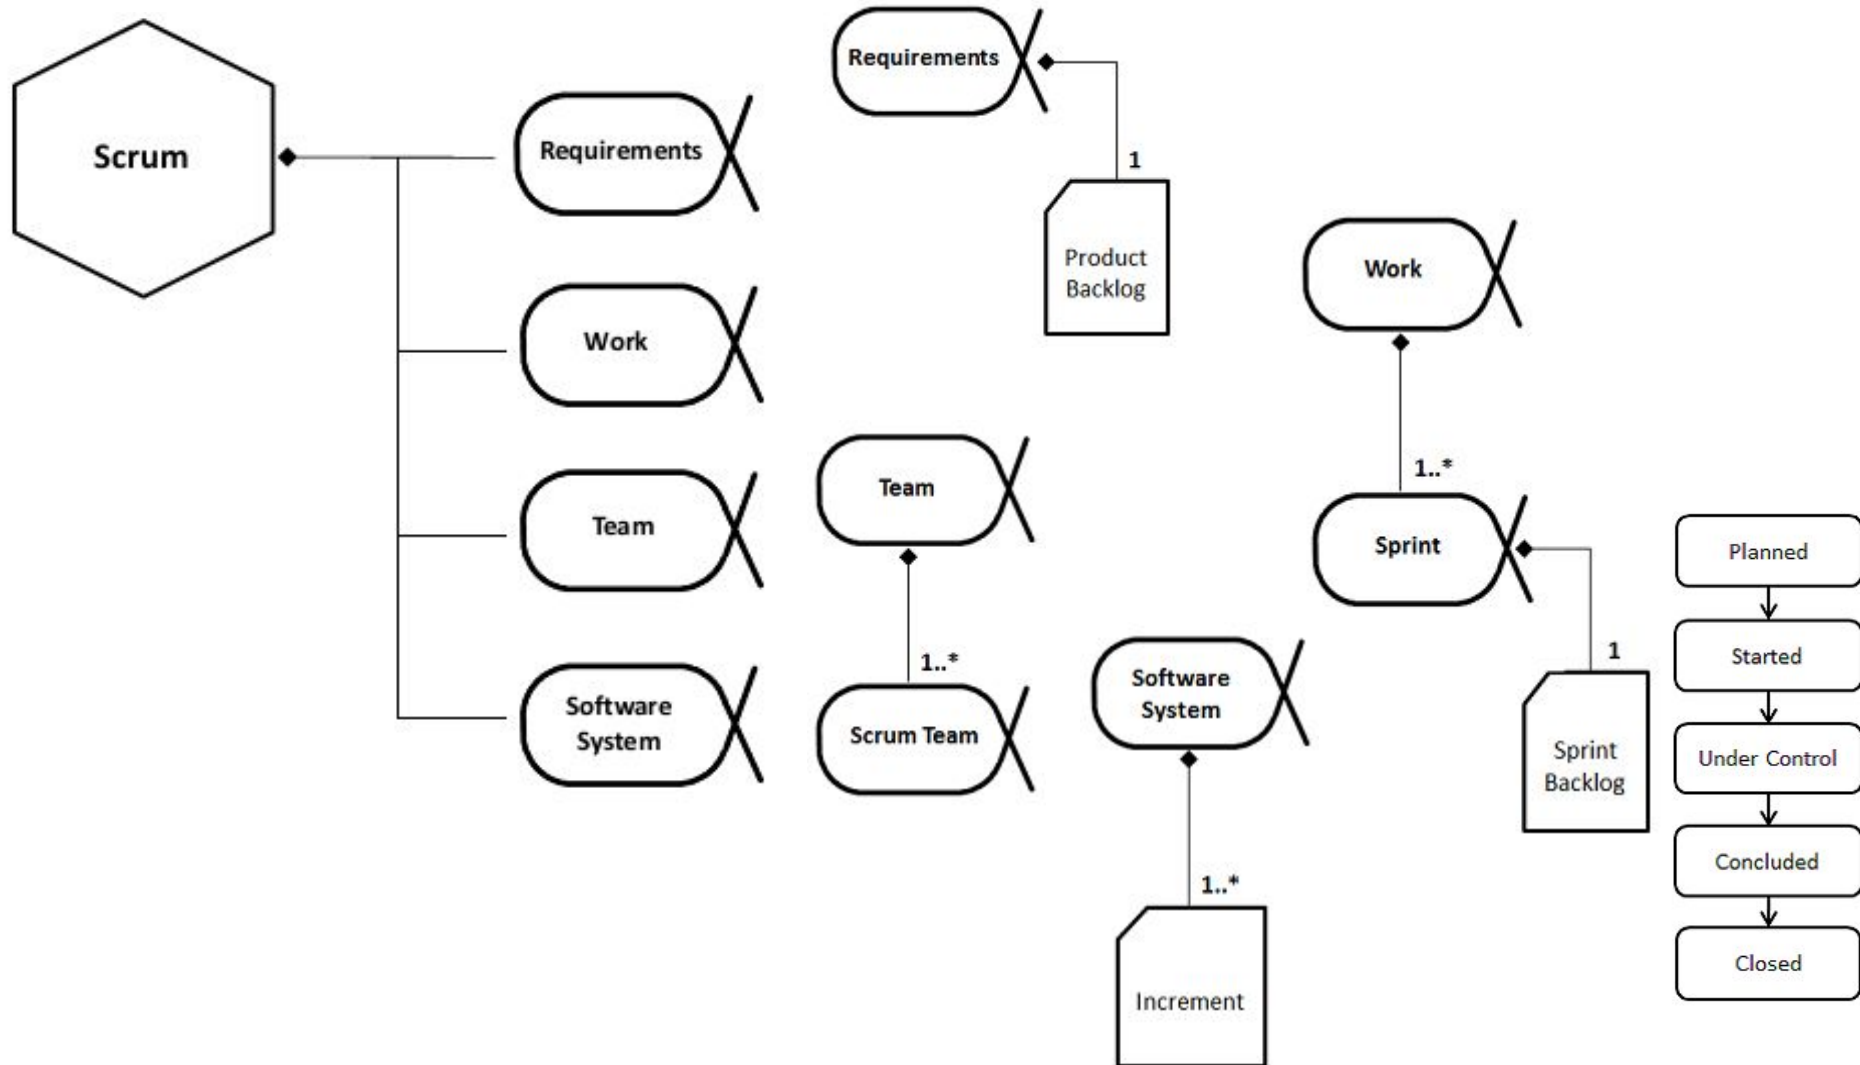 Scrum
Requirements
Work
Team
Software
System
Requirements
1
Product
Backlog
Team
1..*
Scrum Team
Software
System
1..*
Increment
Work
1..*
Sprint
1
Sprint
Backlog
Planned
Started
Under Control
Concluded
Closed